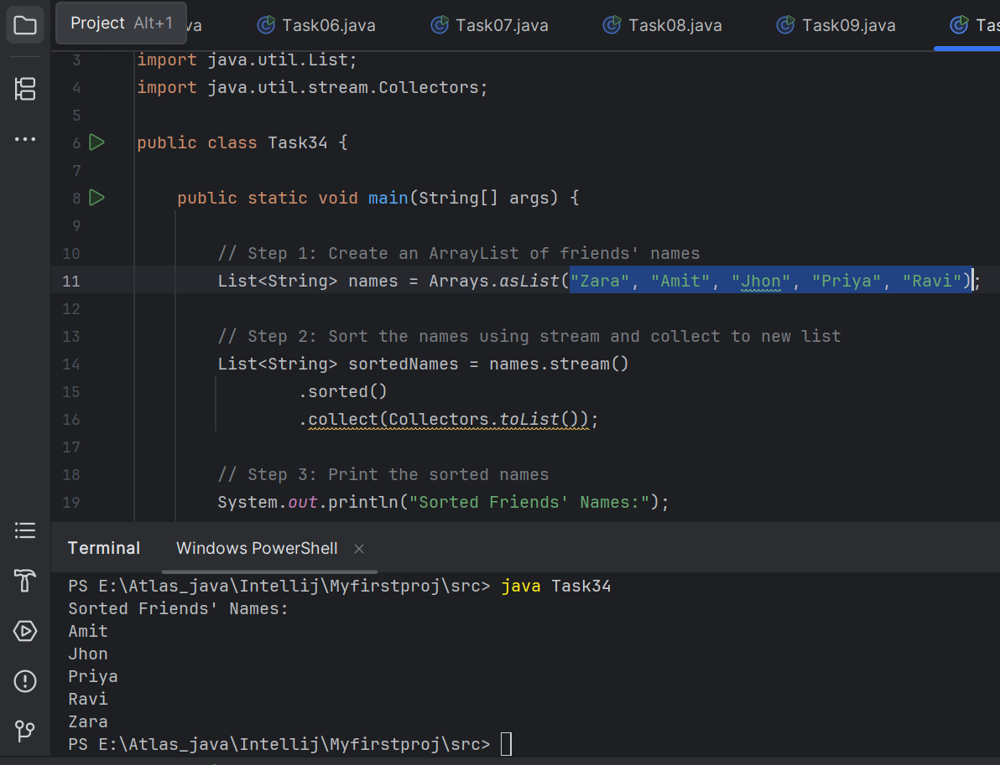 Project Alt+1
va
Task06.java
Task07.java
Task08.java
Task09.java
Tas
3 import java.util.List;
4 import java.util.stream.Collectors;
5
6 public class Task34 {
7
8 public static void main(String[] args) {
9
10 // Step 1: Create an ArrayList of friends' names
11 List<String> names = Arrays.asList("Zara", "Amit", "Jhon", "Priya", "Ravi");
12
13 // Step 2: Sort the names using stream and collect to new list
14 List<String> sortedNames = names.stream()
15 .sorted()
16 .collect(Collectors.toList());
17
18 // Step 3: Print the sorted names
19 System.out.println("Sorted Friends' Names:");
Terminal Windows PowerShell ×
PS E:\Atlas_java\Intellij\Myfirstproj\src> java Task34
Sorted Friends' Names:
Amit
Jhon
Priya
Ravi
Zara
PS E:\Atlas_java\Intellij\Myfirstproj\src>